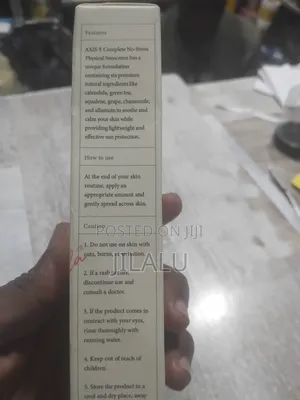 Features
AXIS-Y Complete No-Stress
Physical Sunscreen has a
unique formulation
containing six premium
natural ingredients like
calendula, green tea,
squalene, grape, chamomile,
and allantoin to soothe and
calm your skin while
providing lightweight and
effective sun protection.
How to use
At the end of your skin
routine, apply an
appropriate amount and
gently spread across skin.
Caution
POSTED ON JIJI
1. Do not use on skin with
cuts, burns, or
JILALU
2. If a rash
discontinue use and
consult a doctor.
3. If the product comes in
contact with your eyes,
rinse thoroughly with
running water.
4. Keep out of reach of
children.
5. Store the product in a
cool and dry place, away